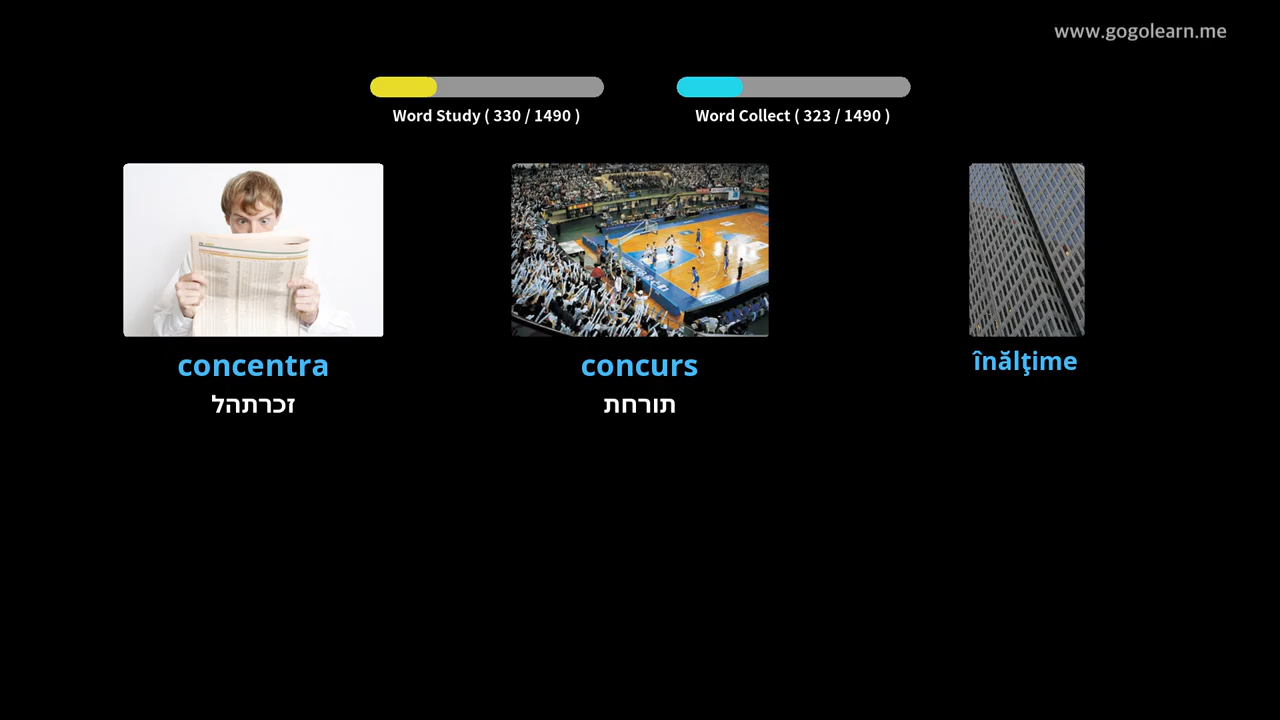 www.gogolearn.me
Word Study ( 330 / 1490 )
Word Collect ( 323 / 1490 )
concentra
זכרתהל
concurs
תורחת
înălţime